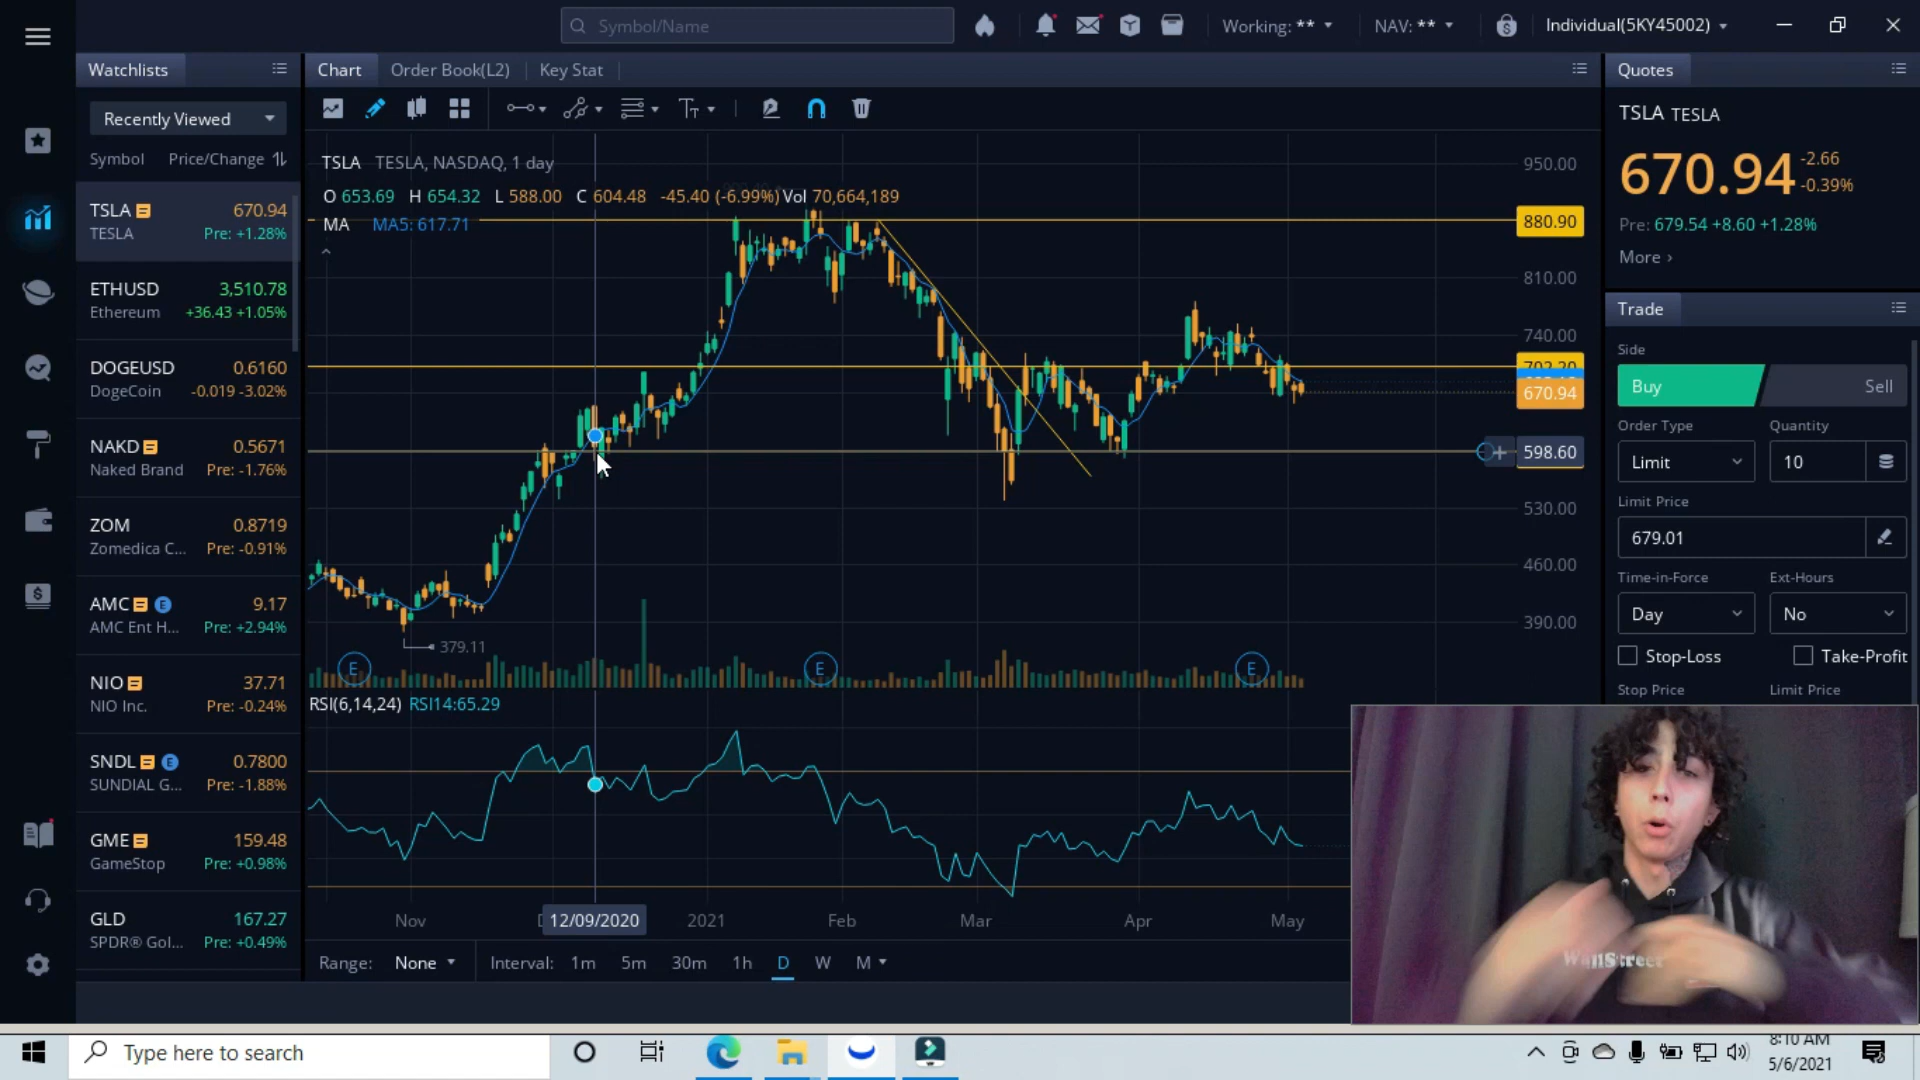 Symbol/Name
Working: **
NAV: **
Individual(5KY45002)
Watchlists
Recently Viewed
Symbol Price/Change
TSLA 670.94
TESLA Pre: +1.28%
ETHUSD 3,510.78
Ethereum +36.43 +1.05%
DOGEUSD 0.6160
DogeCoin -0.019 -3.02%
NAKD 0.5671
Naked Brand Pre: -1.76%
ZOM 0.8719
Zomedica C... Pre: -0.91%
AMC E 9.17
AMC Ent H... Pre: +2.94%
NIO 37.71
NIO Inc. Pre: -0.24%
SNDL E 0.7800
SUNDIAL G... Pre: -1.88%
GME 159.48
GameStop Pre: +0.98%
GLD 167.27
SPDR® Gol... Pre: +0.49%
Chart Order Book(L2) Key Stat
TSLA TESLA, NASDAQ, 1 day
O 653.69 H 654.32 L 588.00 C 604.48 -45.40 (-6.99%) Vol 70,664,189
MA MA5: 617.71
950.00
880.90
810.00
740.00
670.94
598.60
530.00
460.00
390.00
379.11
E E E
RSI(6,14,24) RSI14:65.29
Nov 12/09/2020 2021 Feb Mar Apr May
Range: None Interval: 1m 5m 30m 1h D W M
Quotes
TSLA TESLA
670.94 -2.66
-0.39%
Pre: 679.54 +8.60 +1.28%
More >
Trade
Side
Buy Sell
Order Type Quantity
Limit 10
Limit Price
679.01
Time-in-Force Ext-Hours
Day No
Stop-Loss Take-Profit
Stop Price Limit Price
WallStreet
Type here to search
8:10 AM
5/6/2021